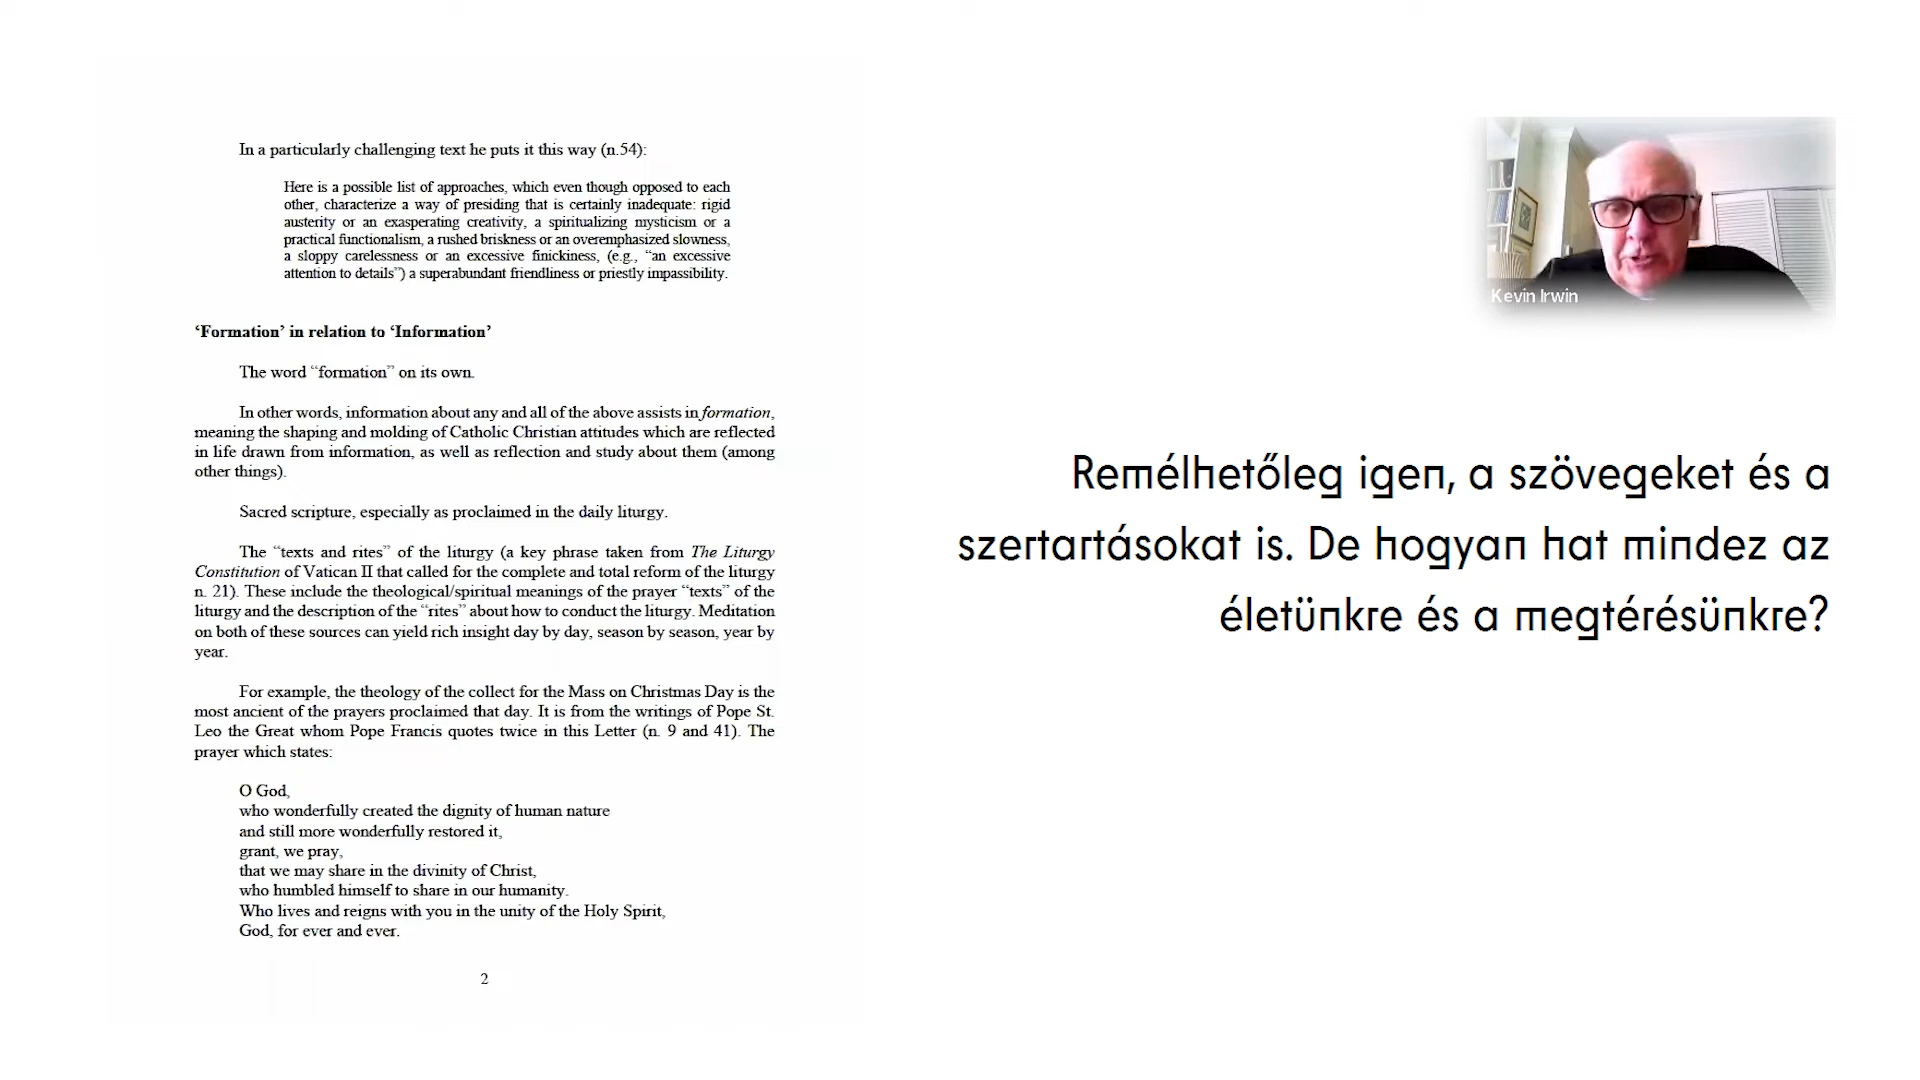 In a particularly challenging text he puts it this way (n.54):
Here is a possible list of approaches, which even though opposed to each
other, characterize a way of presiding that is certainly inadequate: rigid
austerity or an exasperating creativity, a spiritualizing mysticism or a
practical functionalism, a rushed briskness or an overemphasized slowness,
a sloppy carelessness or an excessive finickiness, (e.g., “an excessive
attention to details”) a superabundant friendliness or priestly impassibility.
‘Formation’ in relation to ‘Information’
The word “formation” on its own.
In other words, information about any and all of the above assists in formation,
meaning the shaping and molding of Catholic Christian attitudes which are reflected
in life drawn from information, as well as reflection and study about them (among
other things).
Sacred scripture, especially as proclaimed in the daily liturgy.
The “texts and rites” of the liturgy (a key phrase taken from The Liturgy
Constitution of Vatican II that called for the complete and total reform of the liturgy
n. 21). These include the theological/spiritual meanings of the prayer “texts” of the
liturgy and the description of the “rites” about how to conduct the liturgy. Meditation
on both of these sources can yield rich insight day by day, season by season, year by
year.
For example, the theology of the collect for the Mass on Christmas Day is the
most ancient of the prayers proclaimed that day. It is from the writings of Pope St.
Leo the Great whom Pope Francis quotes twice in this Letter (n. 9 and 41). The
prayer which states:
O God,
who wonderfully created the dignity of human nature
and still more wonderfully restored it,
grant, we pray,
that we may share in the divinity of Christ,
who humbled himself to share in our humanity.
Who lives and reigns with you in the unity of the Holy Spirit,
God, for ever and ever.
2
Kevin Irwin
Remélhetőleg igen, a szövegeket és a
szertartásokat is. De hogyan hat mindez az
életünkre és a megtérésünkre?